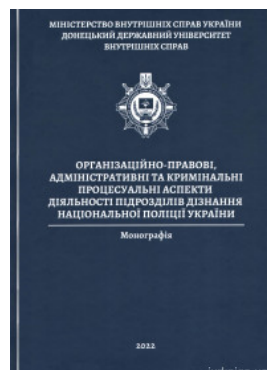 МІНІСТЕРСТВО ВНУТРІШНІХ СПРАВ УКРАЇНИ
ДОНЕЦЬКИЙ ДЕРЖАВНИЙ УНІВЕРСИТЕТ
ВНУТРІШНІХ СПРАВ
ОРГАНІЗАЦІЙНО-ПРАВОВІ,
АДМІНІСТРАТИВНІ ТА КРИМІНАЛЬНІ
ПРОЦЕСУАЛЬНІ АСПЕКТИ
ДІЯЛЬНОСТІ ПІДРОЗДІЛІВ ДІЗНАННЯ
НАЦІОНАЛЬНОЇ ПОЛІЦІЇ УКРАЇНИ
Монографія
2022